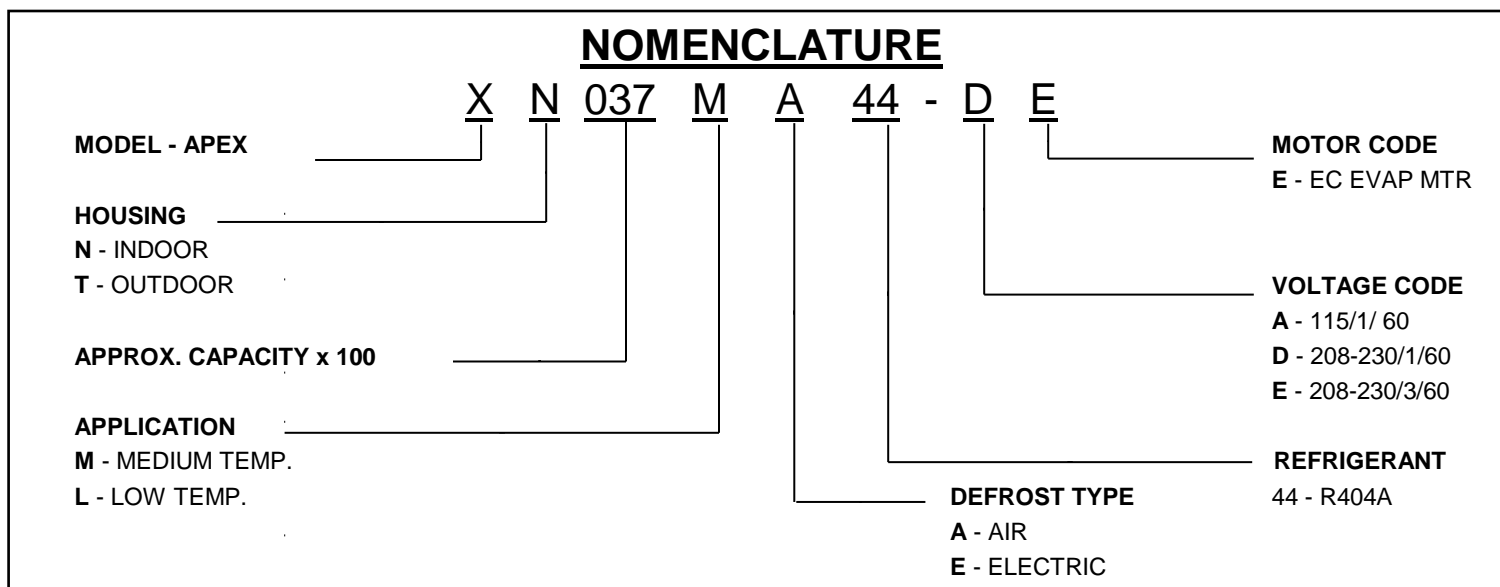 NOMENCLATURE
X N 037 M A 44 - D E
MODEL - APEX
HOUSING
N - INDOOR
T - OUTDOOR
APPROX. CAPACITY x 100
APPLICATION
M - MEDIUM TEMP.
L - LOW TEMP.
DEFROST TYPE
A - AIR
E - ELECTRIC
MOTOR CODE
E - EC EVAP MTR
VOLTAGE CODE
A - 115/1/ 60
D - 208-230/1/60
E - 208-230/3/60
REFRIGERANT
44 - R404A